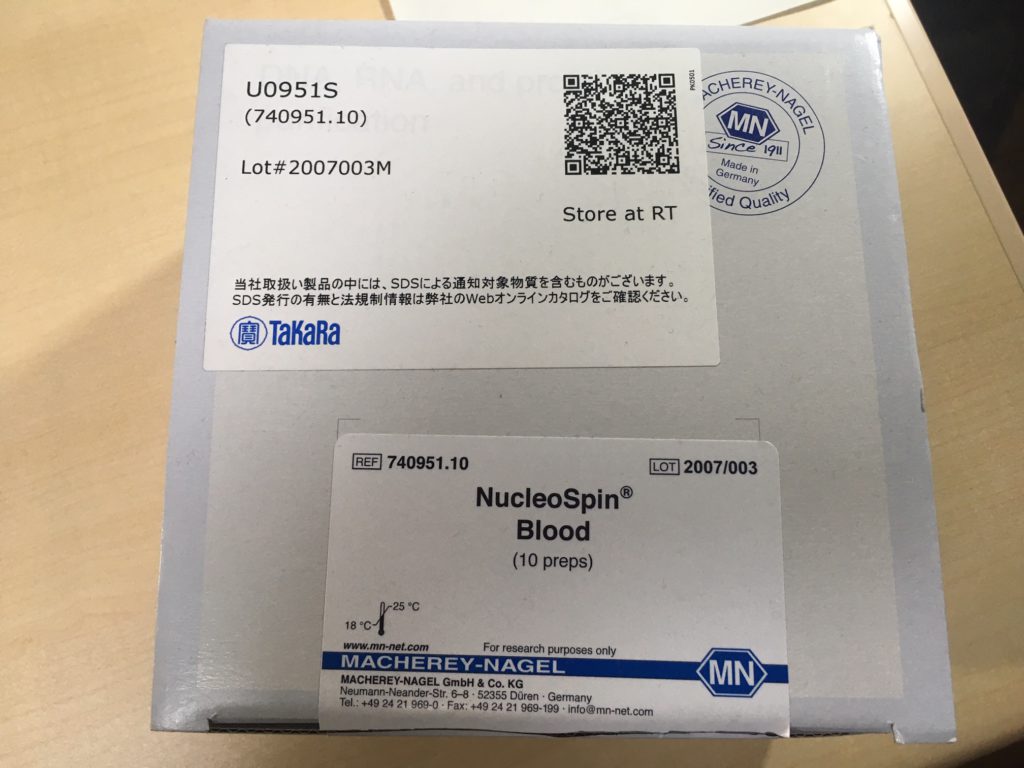 U0951S
(740951.10)
Lot#2007003M
Store at RT
PK0501
当社取扱い製品の中には、SDSによる通知対象物質を含むものがございます。
SDS発行の有無と法規制情報は弊社のWebオンラインカタログをご確認ください。
寶 TaKaRa
DNA, RNA, and pro
MACHEREY-NAGEL
MN
Since 1911
Made in
Germany
fied Quality
REF 740951.10
LOT 2007/003
NucleoSpin®
Blood
(10 preps)
25 °C
18 °C
www.mn-net.com
For research purposes only
MACHEREY-NAGEL
MN
MACHEREY-NAGEL GmbH & Co. KG
Neumann-Neander-Str. 6–8 · 52355 Düren · Germany
Tel.: +49 24 21 969-0 · Fax: +49 24 21 969-199 · info@mn-net.com